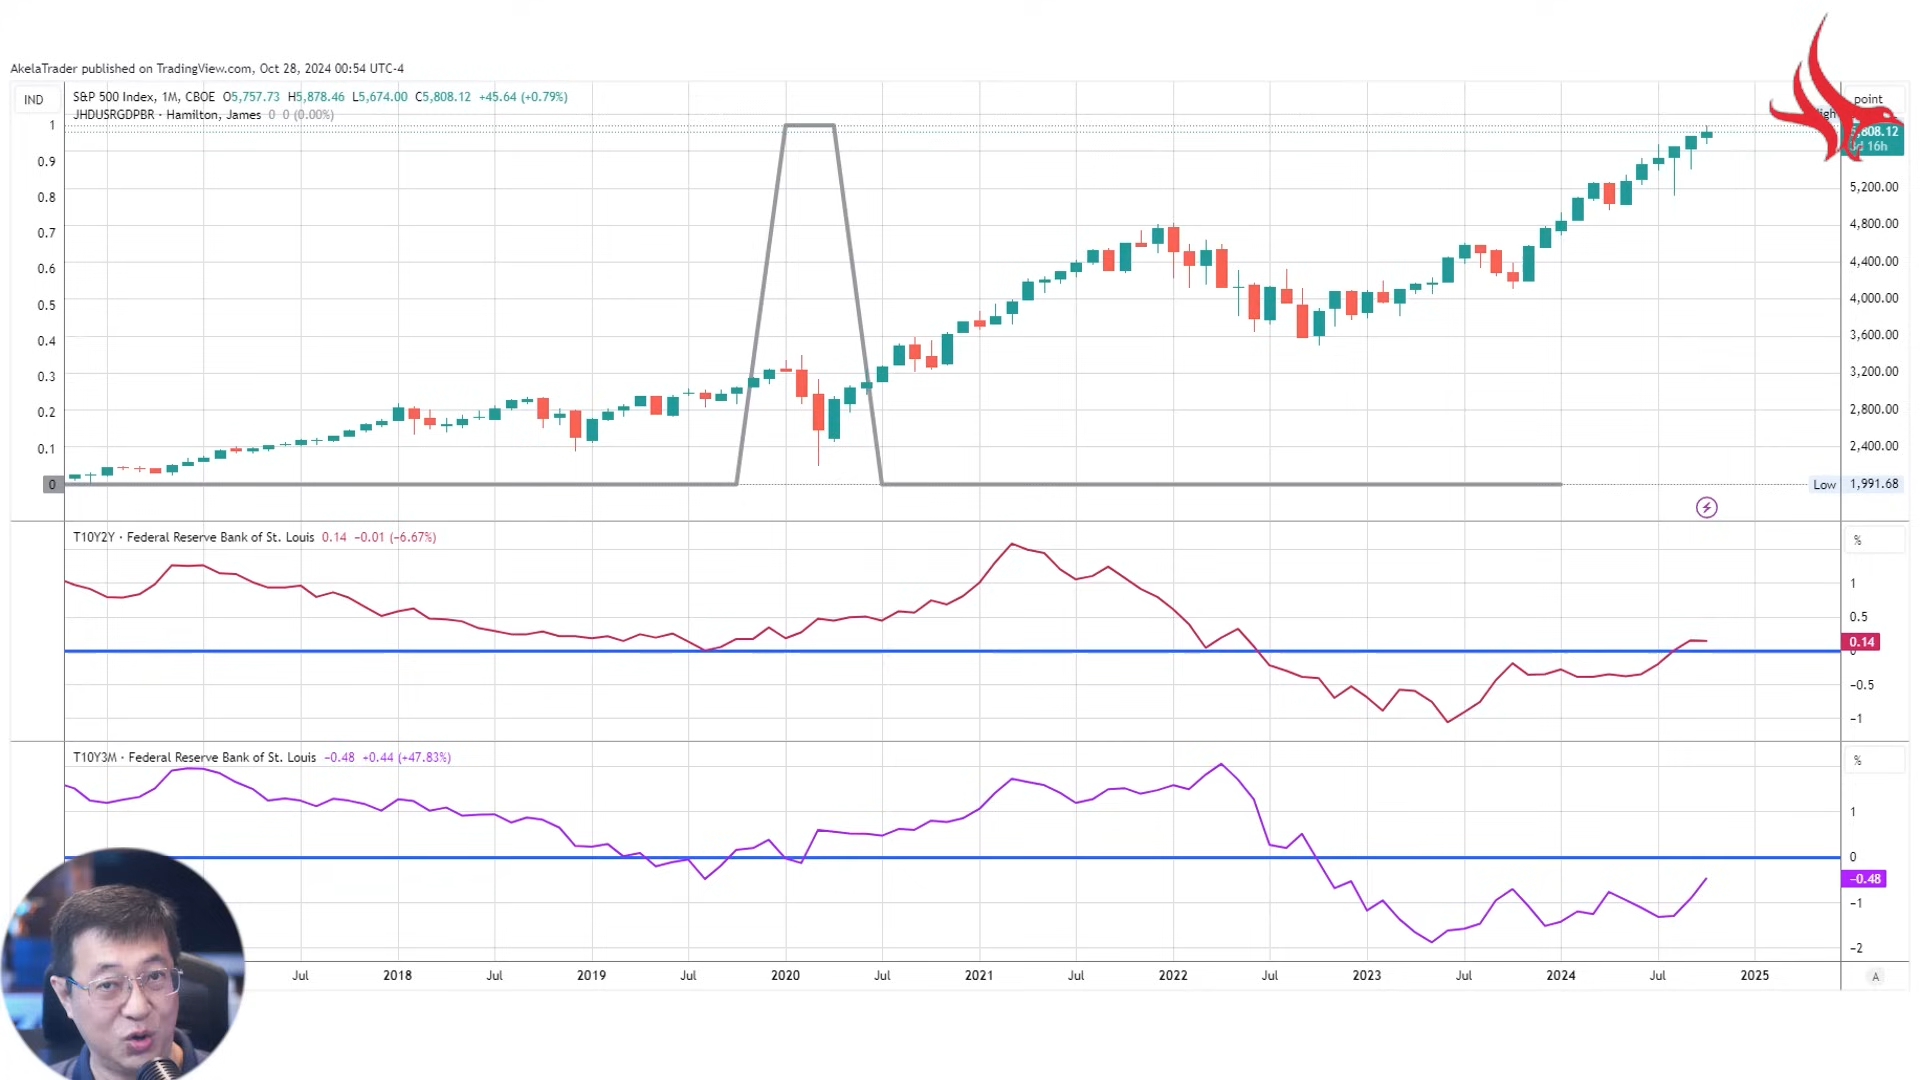 AkelaTrader published on TradingView.com, Oct 28, 2024 00:54 UTC-4
IND
S&P 500 Index, 1M, CBOE O5,757.73 H5,878.46 L5,674.00 C5,808.12 +45.64 (+0.79%)
point
JHDUSRGDPBR · Hamilton, James 0 0 (0.00%)
1
808.12
16h
0.9
0.8
5,200.00
0.7
4,800.00
0.6
4,400.00
0.5
4,000.00
0.4
3,600.00
0.3
3,200.00
0.2
2,800.00
0.1
2,400.00
0
Low 1,991.68
T10Y2Y · Federal Reserve Bank of St. Louis 0.14 −0.01 (−6.67%)
%
1
0.5
0.14
−0.5
−1
T10Y3M · Federal Reserve Bank of St. Louis −0.48 +0.44 (+47.83%)
%
1
0
−0.48
−1
−2
Jul 2018 Jul 2019 Jul 2020 Jul 2021 Jul 2022 Jul 2023 Jul 2024 Jul 2025
A